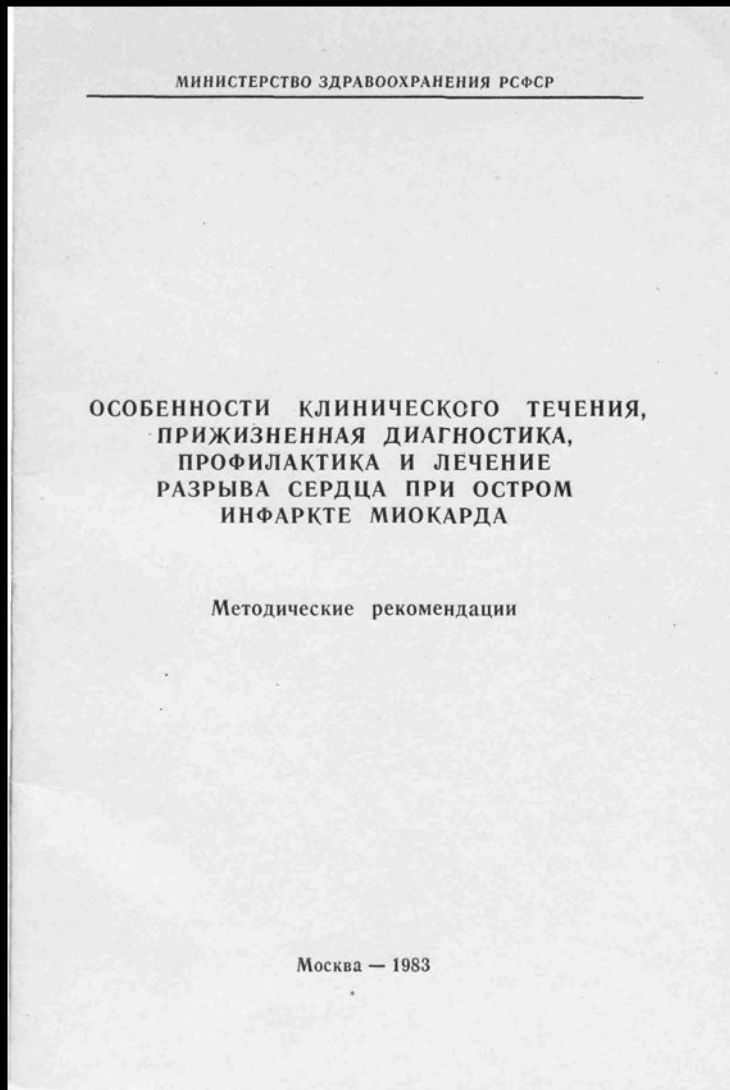 МИНИСТЕРСТВО ЗДРАВООХРАНЕНИЯ РСФСР
ОСОБЕННОСТИ КЛИНИЧЕСКОГО ТЕЧЕНИЯ,
ПРИЖИЗНЕННАЯ ДИАГНОСТИКА,
ПРОФИЛАКТИКА И ЛЕЧЕНИЕ
РАЗРЫВА СЕРДЦА ПРИ ОСТРОМ
ИНФАРКТЕ МИОКАРДА
Методические рекомендации
Москва — 1983